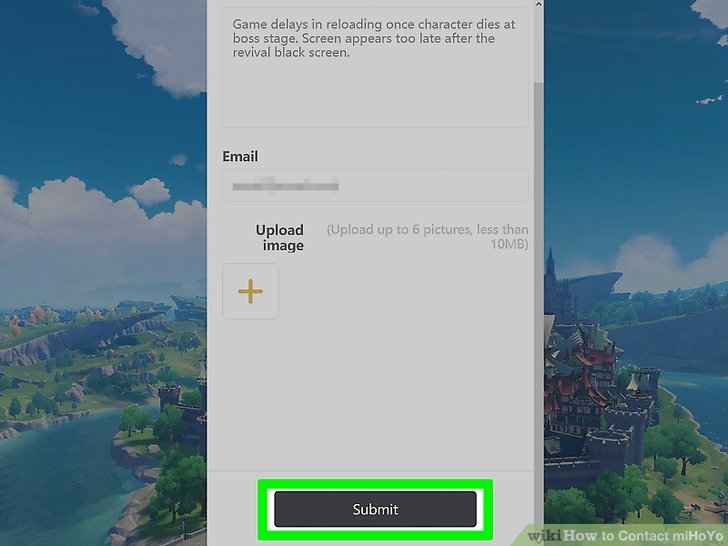 Game delays in reloading once character dies at
boss stage. Screen appears too late after the
revival black screen.
Email
Upload
image
(Upload up to 6 pictures, less than
10MB)
Submit
wikiHow to Contact miHoYo